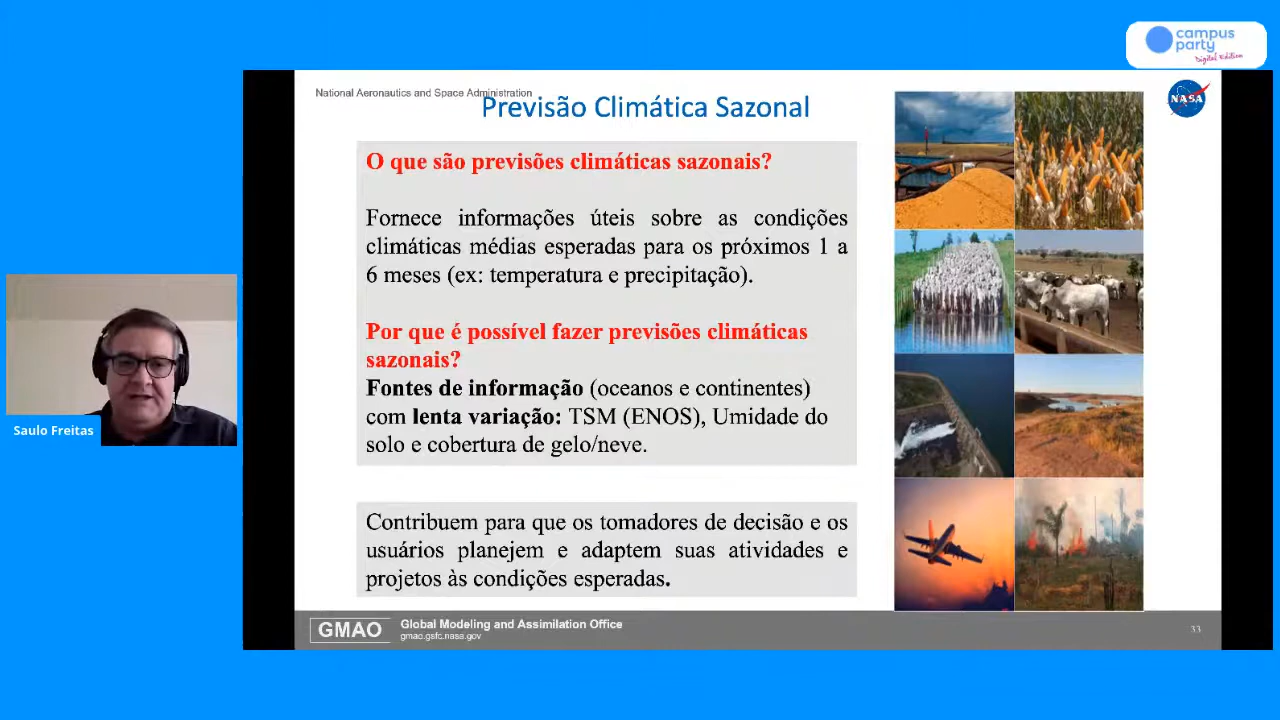 campus
party
Digital Edition
National Aeronautics and Space Administration
Previsão Climática Sazonal
NASA
O que são previsões climáticas sazonais?
Fornece informações úteis sobre as condições
climáticas médias esperadas para os próximos 1 a
6 meses (ex: temperatura e precipitação).
Por que é possível fazer previsões climáticas
sazonais?
Fontes de informação (oceanos e continentes)
com lenta variação: TSM (ENOS), Umidade do
solo e cobertura de gelo/neve.
Contribuem para que os tomadores de decisão e os
usuários planejem e adaptem suas atividades e
projetos às condições esperadas.
Saulo Freitas
GMAO
Global Modeling and Assimilation Office
gmao.gsfc.nasa.gov
33